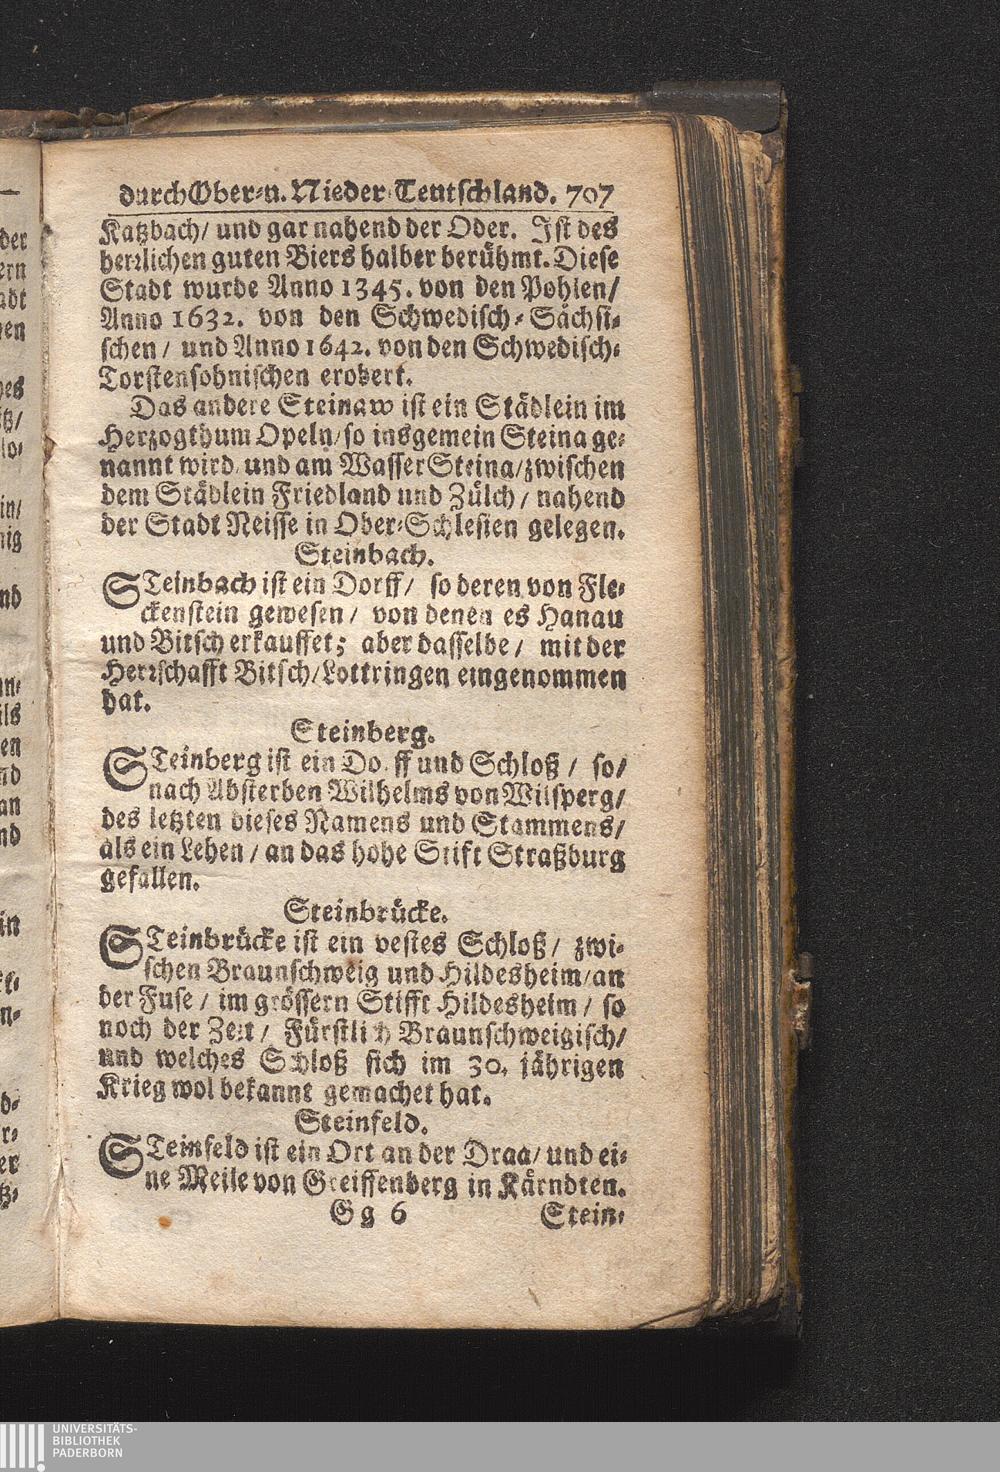 durch Ober- u. Nieder-Teutschland. 707
Katzbach/ und gar nahend der Oder. Ist des
herꝛlichen guten Biers halber berühmt. Diese
Stadt wurde Anno 1345. von den Pohlen/
Anno 1632. von den Schwedisch-Sächsi-
schen/ und Anno 1642. von den Schwedisch-
Torstensohnischen erobert.
Das andere Steinaw ist ein Städlein im
Herzogthum Opeln/ so insgemein Steina ge-
nannt wird/ und am Wasser Steina/ zwischen
dem Städlein Friedland und Zülch/ nahend
der Stadt Neisse in Ober-Schlesien gelegen.
Steinbach.
STeinbach ist ein Dorff/ so deren von Fle-
ckenstein gewesen/ von denen es Hanau
und Bitsch erkauffet; aber dasselbe/ mit der
Herꝛschafft Bitsch/ Lottringen eingenommen
hat.
Steinberg.
STeinberg ist ein Dorff und Schloß/ so/
nach Absterben Wilhelms von Wilsperg/
des letzten dieses Namens und Stammens/
als ein Lehen/ an das hohe Stift Straßburg
gefallen.
Steinbrücke.
STeinbrücke ist ein vestes Schloß/ zwi-
schen Braunschweig und Hildesheim/ an
der Fuse/ im grössern Stifft Hildesheim/ so
noch der Zeit/ Fürstlich Braunschweigisch/
und welches Schloß sich im 30. jährigen
Krieg wol bekannt gemachet hat.
Steinfeld.
STeinfeld ist ein Ort an der Draa/ und ei-
ne Meile von Greiffenberg in Kärndten.
Gg 6 Stein-
UNIVERSITÄTS-
BIBLIOTHEK
PADERBORN